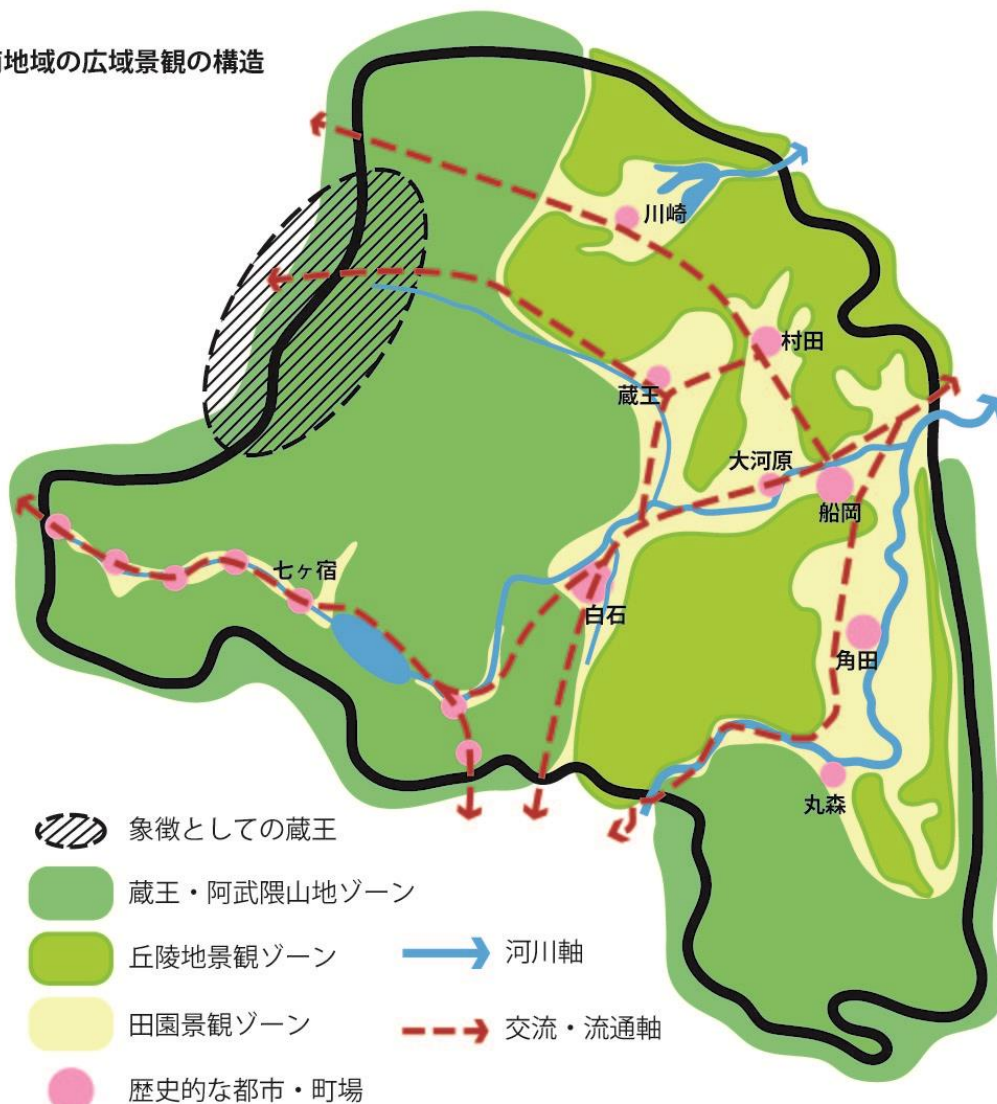 地域の広域景観の構造
川崎
村田
蔵王
大河原
船岡
七ヶ宿
白石
角田
丸森
象徴としての蔵王
蔵王・阿武隈山地ゾーン
丘陵地景観ゾーン
河川軸
田園景観ゾーン
交流・流通軸
歴史的な都市・町場